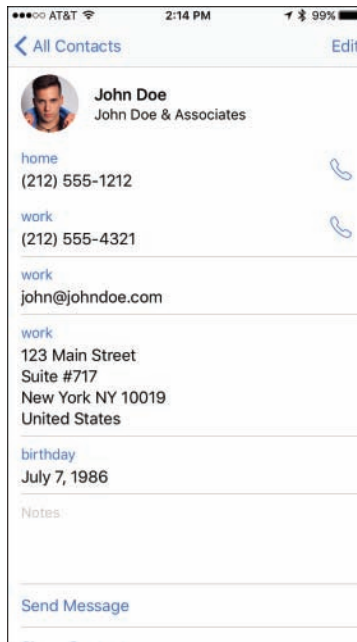 AT&T 2:14 PM 99%
All Contacts Edit
John Doe
John Doe & Associates
home
(212) 555-1212
work
(212) 555-4321
work
john@johndoe.com
work
123 Main Street
Suite #717
New York NY 10019
United States
birthday
July 7, 1986
Notes
Send Message